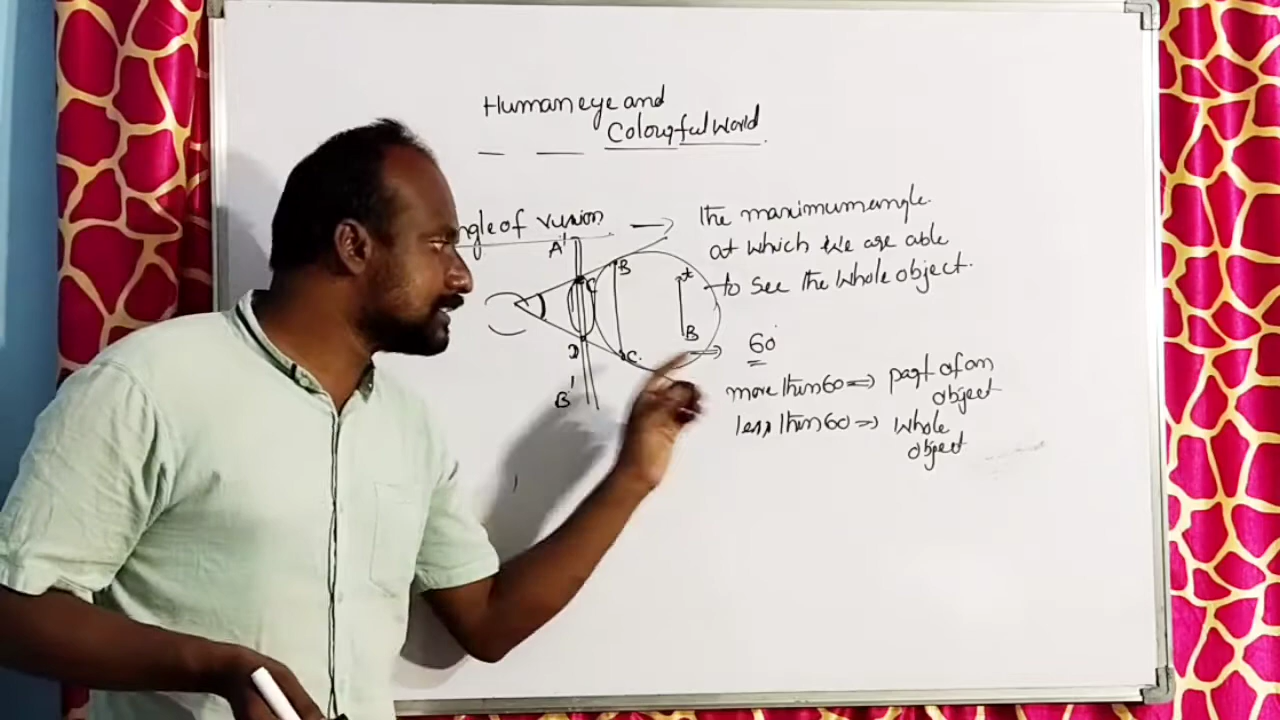 Human eye and
Colourful World.
ngle of vision. →
the maximum angle.
at which we are able
to see the whole object.
A'
C
B
A
D
C.
B
B'
60°
more than 60 => part of an
object
less than 60 => whole
object